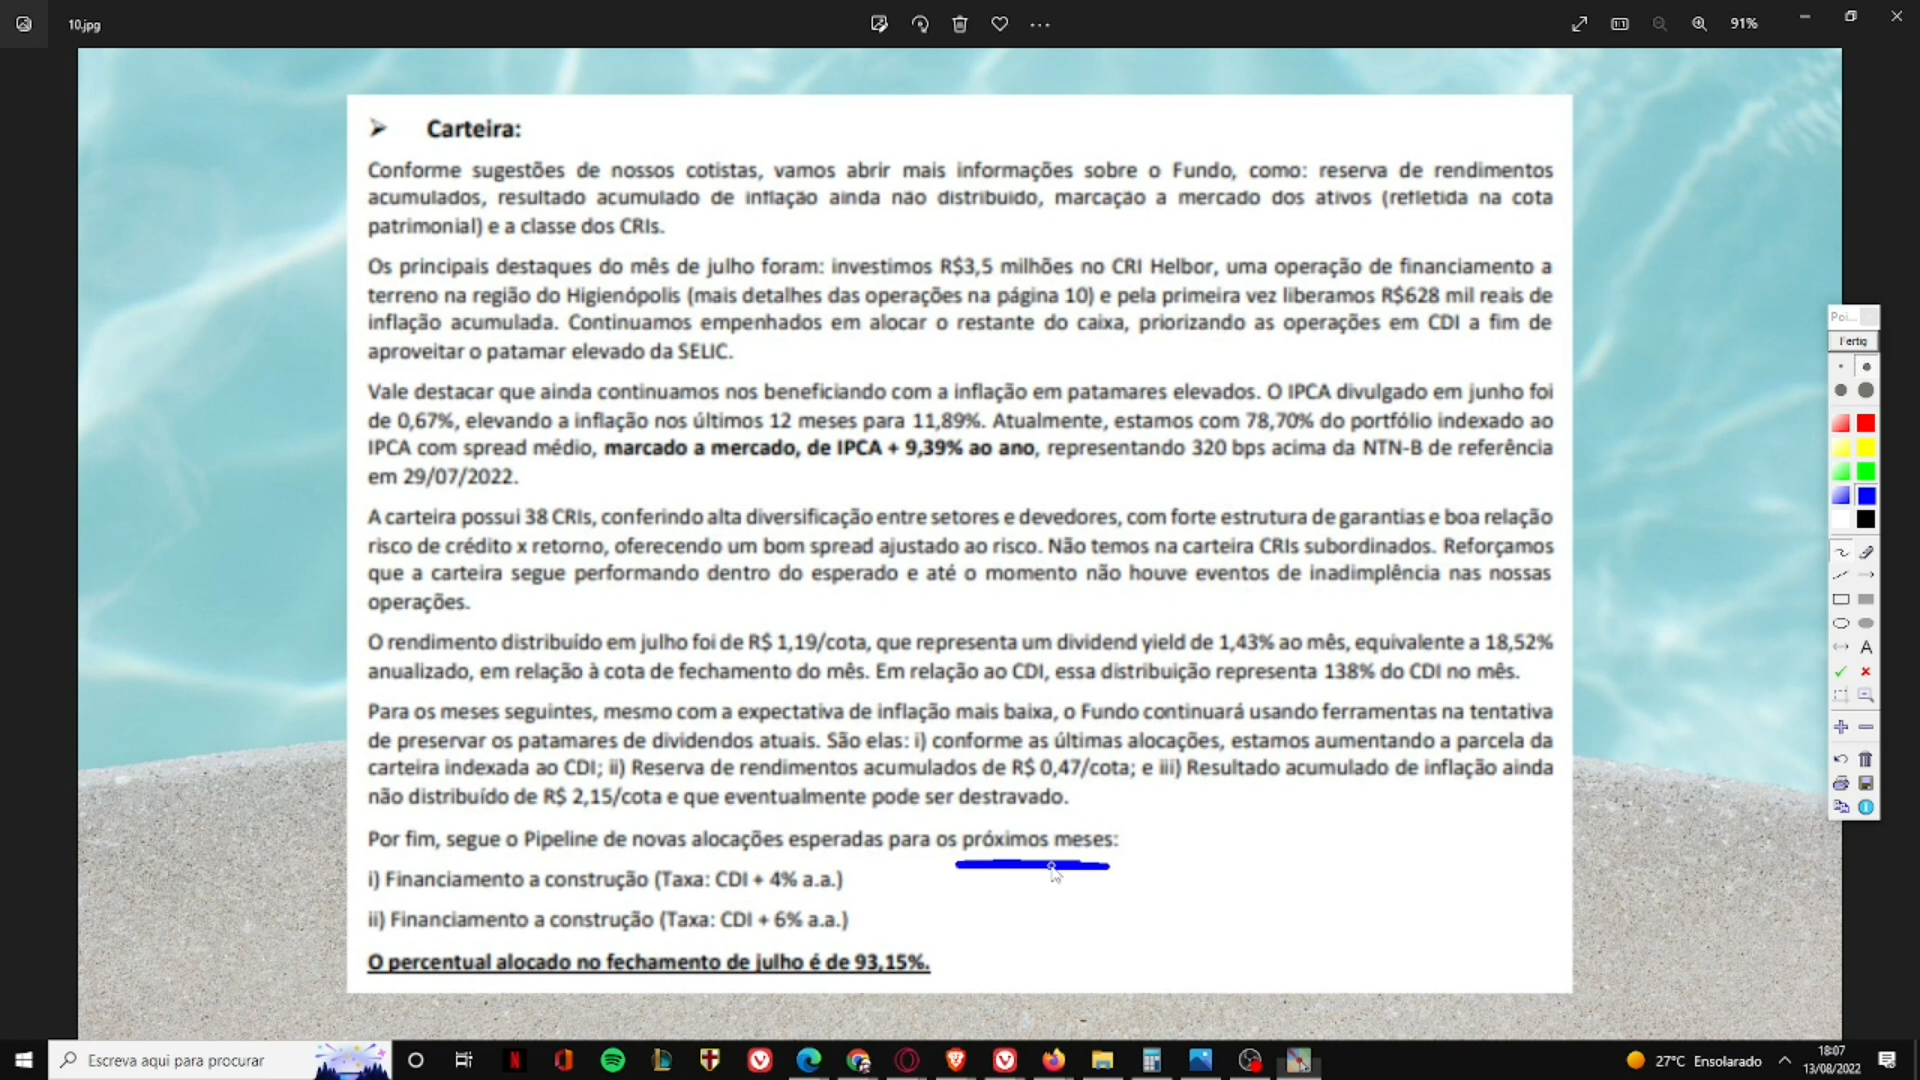 10.jpg
91%
➤ Carteira:
Conforme sugestões de nossos cotistas, vamos abrir mais informações sobre o Fundo, como: reserva de rendimentos
acumulados, resultado acumulado de inflação ainda não distribuído, marcação a mercado dos ativos (refletida na cota
patrimonial) e a classe dos CRIs.
Os principais destaques do mês de julho foram: investimos R$3,5 milhões no CRI Helbor, uma operação de financiamento a
terreno na região do Higienópolis (mais detalhes das operações na página 10) e pela primeira vez liberamos R$628 mil reais de
inflação acumulada. Continuamos empenhados em alocar o restante do caixa, priorizando as operações em CDI a fim de
aproveitar o patamar elevado da SELIC.
Vale destacar que ainda continuamos nos beneficiando com a inflação em patamares elevados. O IPCA divulgado em junho foi
de 0,67%, elevando a inflação nos últimos 12 meses para 11,89%. Atualmente, estamos com 78,70% do portfólio indexado ao
IPCA com spread médio, marcado a mercado, de IPCA + 9,39% ao ano, representando 320 bps acima da NTN-B de referência
em 29/07/2022.
A carteira possui 38 CRIs, conferindo alta diversificação entre setores e devedores, com forte estrutura de garantias e boa relação
risco de crédito x retorno, oferecendo um bom spread ajustado ao risco. Não temos na carteira CRIs subordinados. Reforçamos
que a carteira segue performando dentro do esperado e até o momento não houve eventos de inadimplência nas nossas
operações.
O rendimento distribuído em julho foi de R$ 1,19/cota, que representa um dividend yield de 1,43% ao mês, equivalente a 18,52%
anualizado, em relação à cota de fechamento do mês. Em relação ao CDI, essa distribuição representa 138% do CDI no mês.
Para os meses seguintes, mesmo com a expectativa de inflação mais baixa, o Fundo continuará usando ferramentas na tentativa
de preservar os patamares de dividendos atuais. São elas: i) conforme as últimas alocações, estamos aumentando a parcela da
carteira indexada ao CDI; ii) Reserva de rendimentos acumulados de R$ 0,47/cota; e iii) Resultado acumulado de inflação ainda
não distribuído de R$ 2,15/cota e que eventualmente pode ser destravado.
Por fim, segue o Pipeline de novas alocações esperadas para os próximos meses:
i) Financiamento a construção (Taxa: CDI + 4% a.a.)
ii) Financiamento a construção (Taxa: CDI + 6% a.a.)
O percentual alocado no fechamento de julho é de 93,15%.
Poi...
Fertig
A
Escreva aqui para procurar
27°C Ensolarado
18:07
13/08/2022